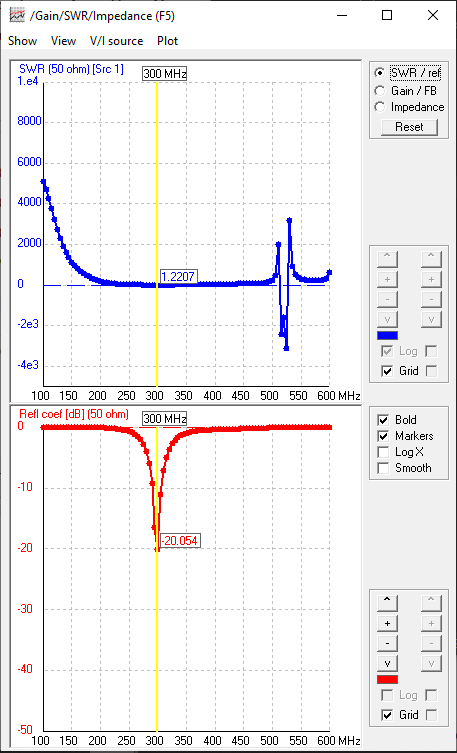 /Gain/SWR/Impedance (F5)
Show View V/I source Plot
SWR (50 ohm) [Src 1]
300 MHz
1.e4
8000
6000
4000
2000
0
-2e3
-4e3
1.2207
100 150 200 250 300 350 400 450 500 550 MHz 600
Refl coef [dB] (50 ohm)
300 MHz
0
-10
-20
-30
-40
-50
-20.054
100 150 200 250 300 350 400 450 500 550 MHz 600
SWR / ref
Gain / FB
Impedance
Reset
^ ^
+ +
- -
v v
Log
Grid
Bold
Markers
Log X
Smooth
^ ^
+ +
- -
v v
Log
Grid